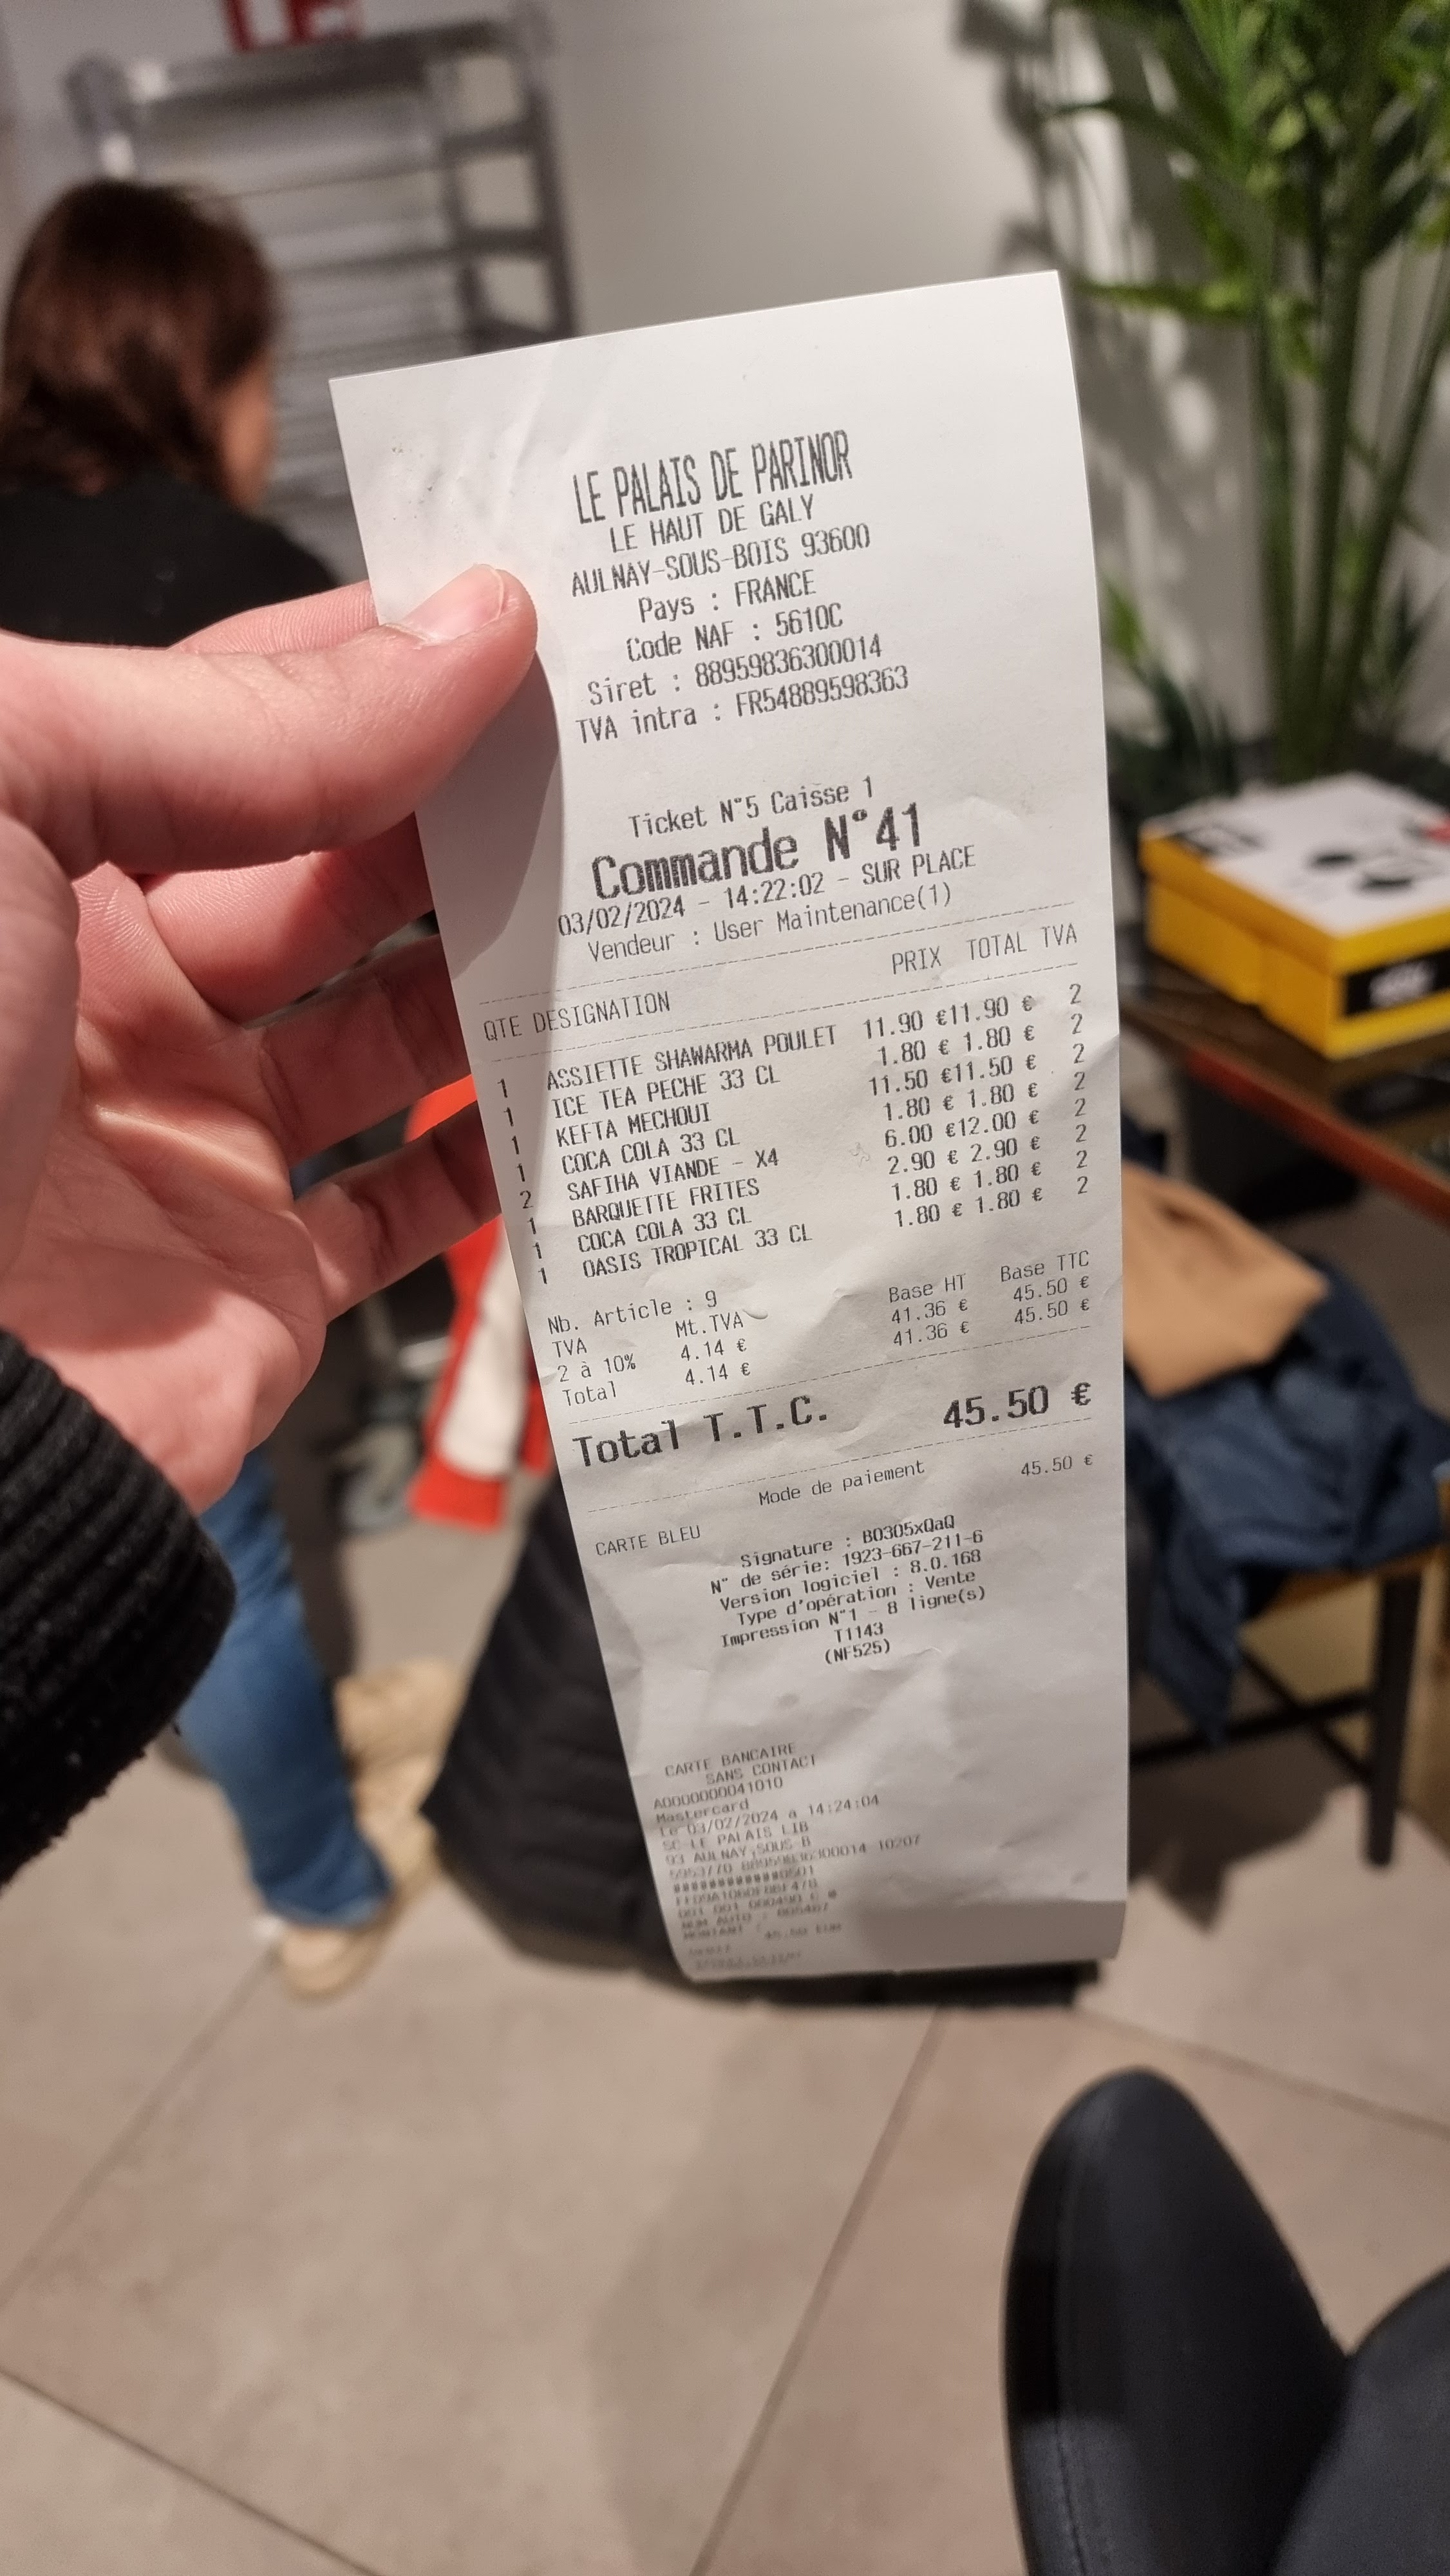 LE PALAIS DE PARINOR
LE HAUT DE GALY
AULNAY-SOUS-BOIS 93600
Pays : FRANCE
Code NAF : 5610C
Siret : 88959836300014
TVA intra : FR54889598363
Ticket N°5 Caisse 1
Commande N°41
03/02/2024 - 14:22:02 - SUR PLACE
Vendeur : User Maintenance(1)
QTE DESIGNATION PRIX TOTAL TVA
1 ASSIETTE SHAWARMA POULET 11.90 €11.90 € 2
1 ICE TEA PECHE 33 CL 1.80 € 1.80 € 2
1 KEFTA MECHOUI 11.50 €11.50 € 2
1 COCA COLA 33 CL 1.80 € 1.80 € 2
2 SAFIHA VIANDE - X4 6.00 €12.00 € 2
1 BARQUETTE FRITES 2.90 € 2.90 € 2
1 COCA COLA 33 CL 1.80 € 1.80 € 2
1 OASIS TROPICAL 33 CL 1.80 € 1.80 € 2
Nb. Article : 9
TVA Mt.TVA Base HT Base TTC
2 à 10% 4.14 € 41.36 € 45.50 €
Total 4.14 € 41.36 € 45.50 €
Total T.T.C. 45.50 €
Mode de paiement
CARTE BLEU 45.50 €
Signature : B0305xQaQ
N° de série: 1923-667-211-6
Version logiciel : 8.0.168
Type d'opération : Vente
Impression N°1 - 8 ligne(s)
T1143
(NF525)
CARTE BANCAIRE
SANS CONTACT
A0000000041010
Mastercard
Le 03/02/2024 a 14:24:04
SC LE PALAIS LIB
93 AULNAY-SOUS-B
88959836300014 10207
NUM AUTO :
MONTANT :
45.50 EUR